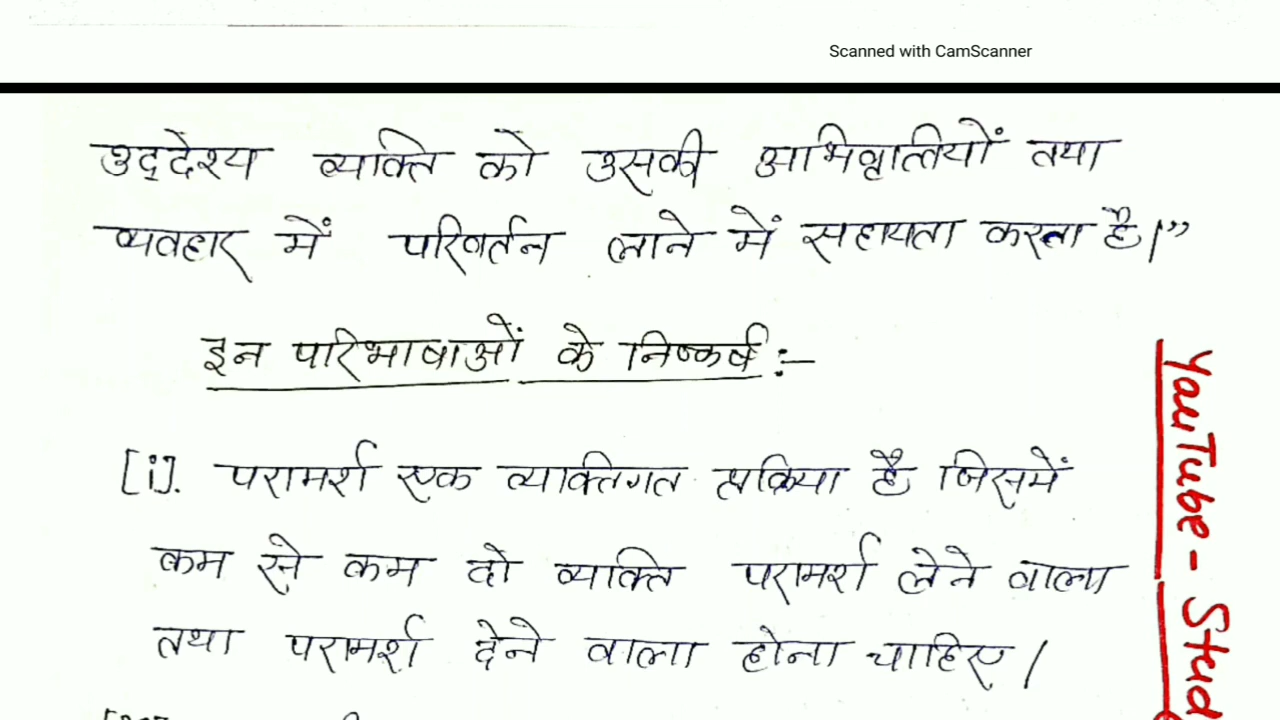 Scanned with CamScanner
उद्देश्य व्यक्ति को उसकी अभिवृत्तियों तथा
व्यवहार में परिवर्तन लाने में सहायता करता है।”
इन परिभाषाओं के निष्कर्ष :-
[i]. परामर्श एक व्यक्तिगत प्रक्रिया है जिसमें
कम से कम दो व्यक्ति परामर्श लेने वाला
तथा परामर्श देने वाला होना चाहिए।
YouTube - Stud